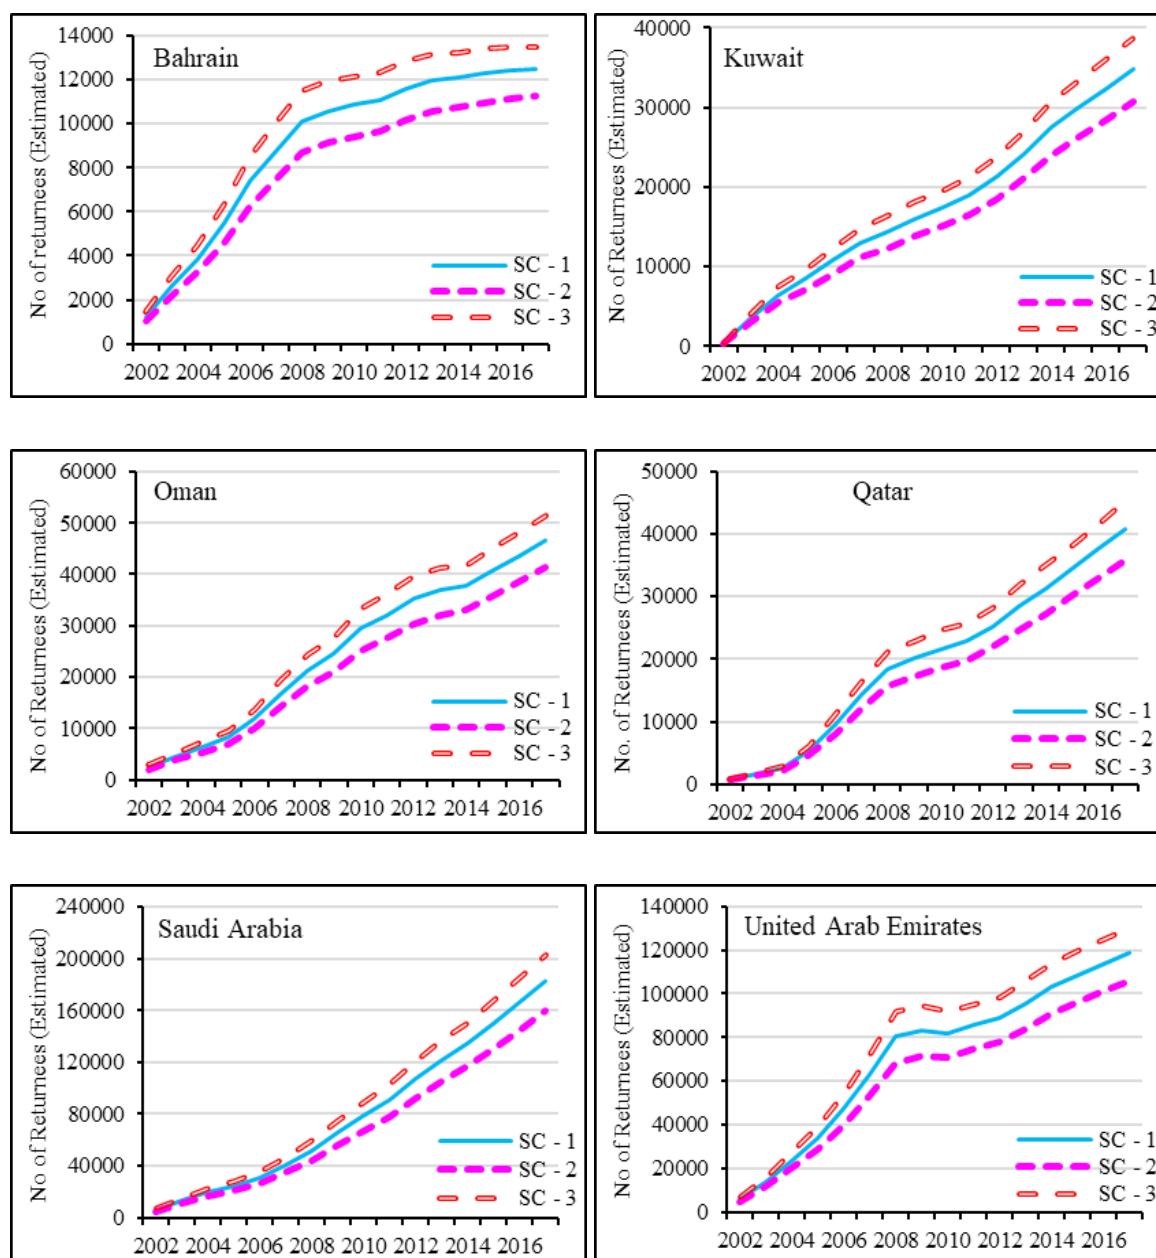 Bahrain
No of returnees (Estimated)
14000
12000
10000
8000
6000
4000
2000
0
SC - 1
SC - 2
SC - 3
2002 2004 2006 2008 2010 2012 2014 2016
Kuwait
No of Returnees (Estimated)
40000
30000
20000
10000
0
SC - 1
SC - 2
SC - 3
2002 2004 2006 2008 2010 2012 2014 2016
Oman
No of Returnees (Estimated)
60000
50000
40000
30000
20000
10000
0
SC - 1
SC - 2
SC - 3
2002 2004 2006 2008 2010 2012 2014 2016
Qatar
No. of Returnees (Estimated)
50000
40000
30000
20000
10000
0
SC - 1
SC - 2
SC - 3
2002 2004 2006 2008 2010 2012 2014 2016
Saudi Arabia
No of Returnees (Estimated)
240000
200000
160000
120000
80000
40000
0
SC - 1
SC - 2
SC - 3
2002 2004 2006 2008 2010 2012 2014 2016
United Arab Emirates
No of Returnees (Estimated)
140000
120000
100000
80000
60000
40000
20000
0
SC - 1
SC - 2
SC - 3
2002 2004 2006 2008 2010 2012 2014 2016